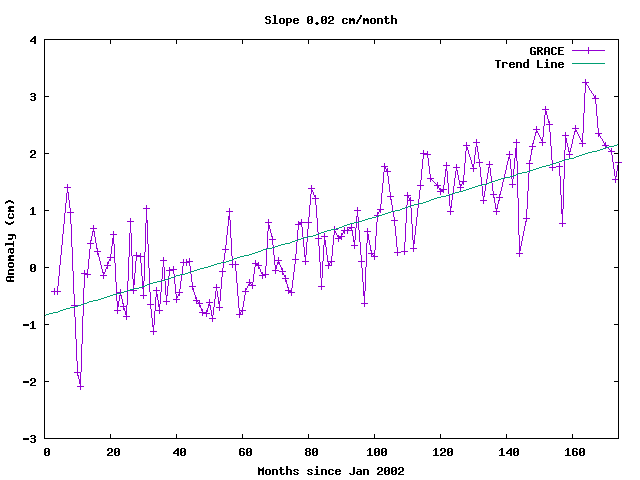 Slope 0.02 cm/month
4
GRACE
Trend Line
3
2
1
0
-1
-2
-3
Anomaly (cm)
0 20 40 60 80 100 120 140 160
Months since Jan 2002